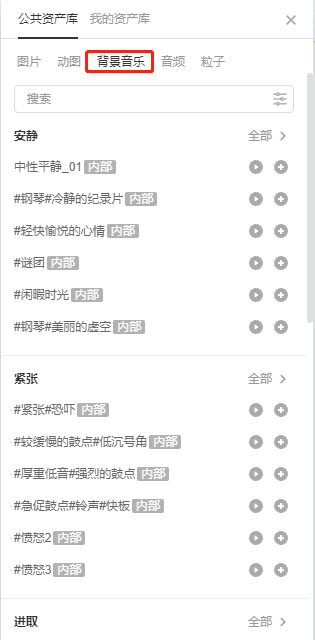 公共资产库 我的资产库
图片 动图 背景音乐 音频 粒子
搜索
安静 全部
中性平静_01 内部
#钢琴#冷静的纪录片 内部
#轻快愉悦的心情 内部
#谜团 内部
#闲暇时光 内部
#钢琴#美丽的虚空 内部
紧张 全部
#紧张#恐吓 内部
#较缓慢的鼓点#低沉号角 内部
#厚重低音#强烈的鼓点 内部
#急促鼓点#铃声#快板 内部
#愤怒2 内部
#愤怒3 内部
进取 全部